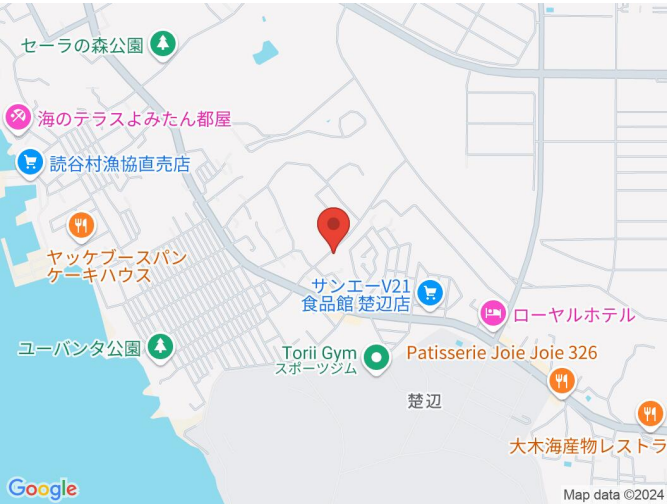 セーラの森公園
海のテラスよみたん都屋
読谷村漁協直売店
ヤッケブースパン
ケーキハウス
サンエーV21
食品館 楚辺店
ローヤルホテル
ユーバンタ公園
Torii Gym
スポーツジム
Patisserie Joie Joie 326
楚辺
大木海産物レストラ
Google
Map data ©2024